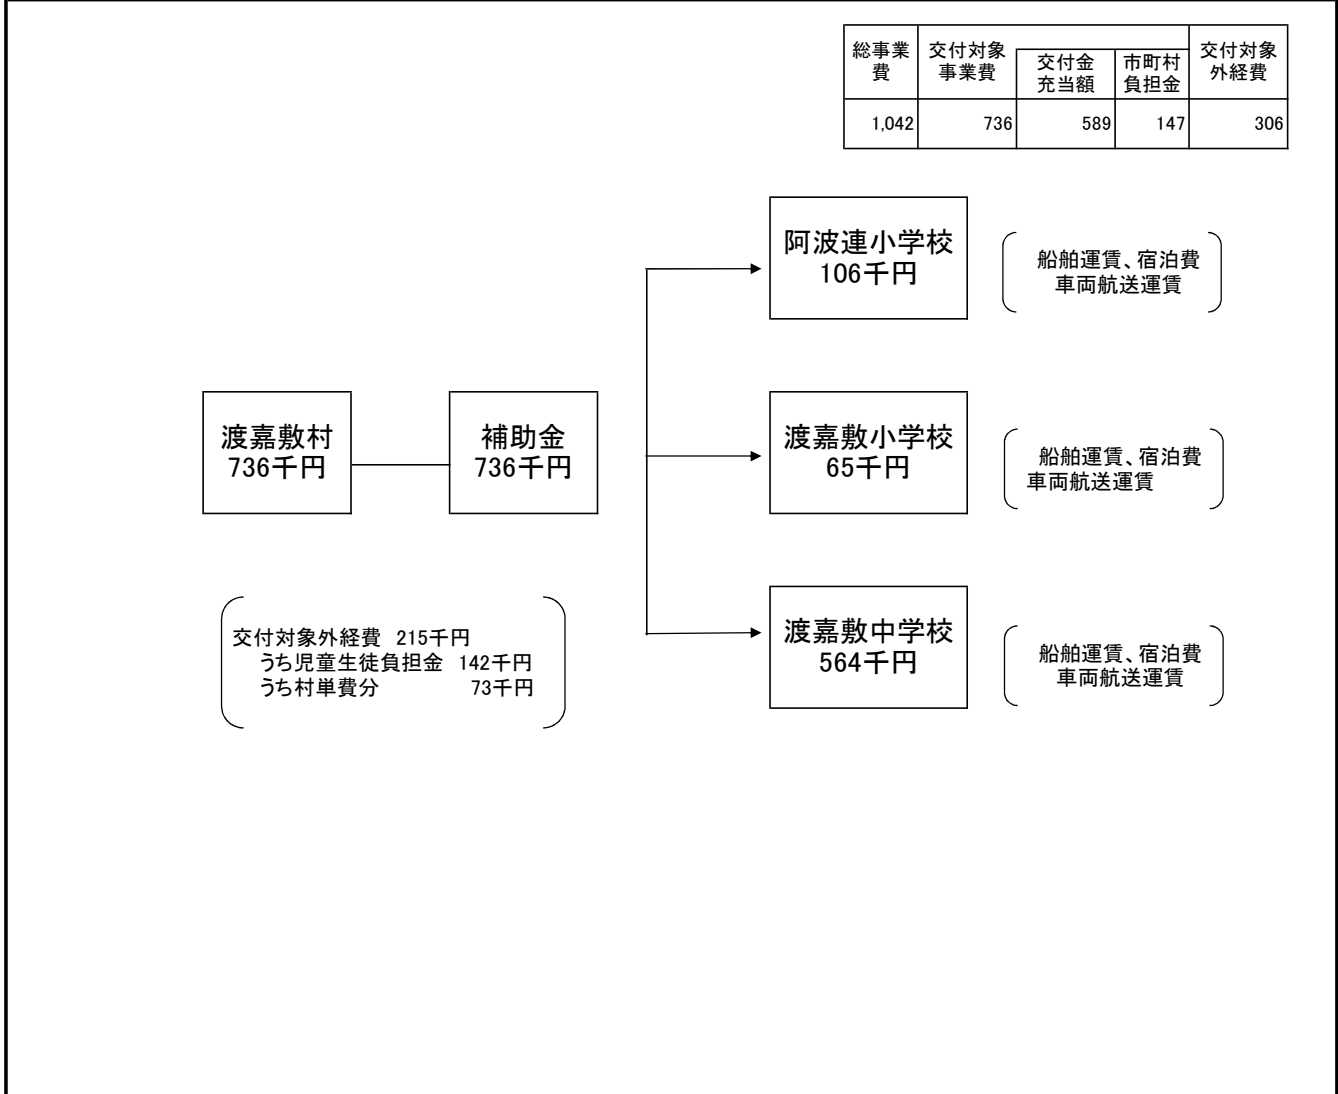 総事業
費
交付対象
事業費
交付金
充当額
市町村
負担金
交付対象
外経費
1,042 736 589 147 306
阿波連小学校
106千円
船舶運賃、宿泊費
車両航送運賃
渡嘉敷村
736千円
補助金
736千円
渡嘉敷小学校
65千円
船舶運賃、宿泊費
車両航送運賃
交付対象外経費 215千円
うち児童生徒負担金 142千円
うち村単費分 73千円
渡嘉敷中学校
564千円
船舶運賃、宿泊費
車両航送運賃